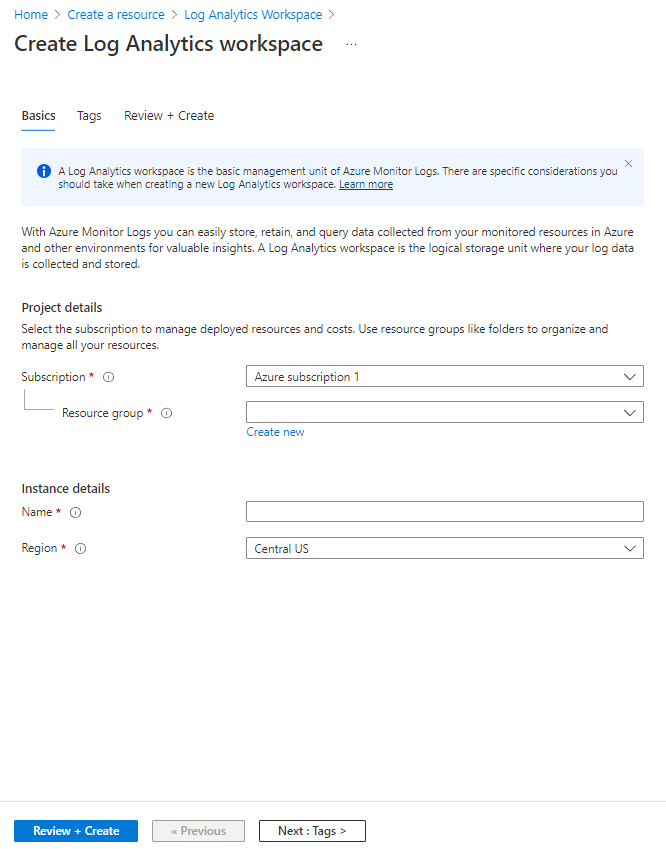 Home > Create a resource > Log Analytics Workspace >
Create Log Analytics workspace ...
Basics Tags Review + Create
A Log Analytics workspace is the basic management unit of Azure Monitor Logs. There are specific considerations you
should take when creating a new Log Analytics workspace. Learn more
With Azure Monitor Logs you can easily store, retain, and query data collected from your monitored resources in Azure
and other environments for valuable insights. A Log Analytics workspace is the logical storage unit where your log data
is collected and stored.
Project details
Select the subscription to manage deployed resources and costs. Use resource groups like folders to organize and
manage all your resources.
Subscription * Azure subscription 1
Resource group *
Create new
Instance details
Name *
Region * Central US
Review + Create « Previous Next : Tags >